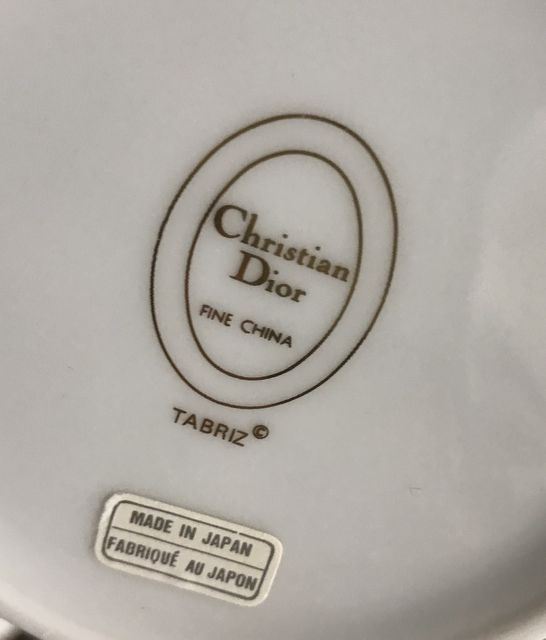 Christian
Dior
FINE CHINA
TABRIZ©
MADE IN JAPAN
FABRIQUÉ AU JAPON